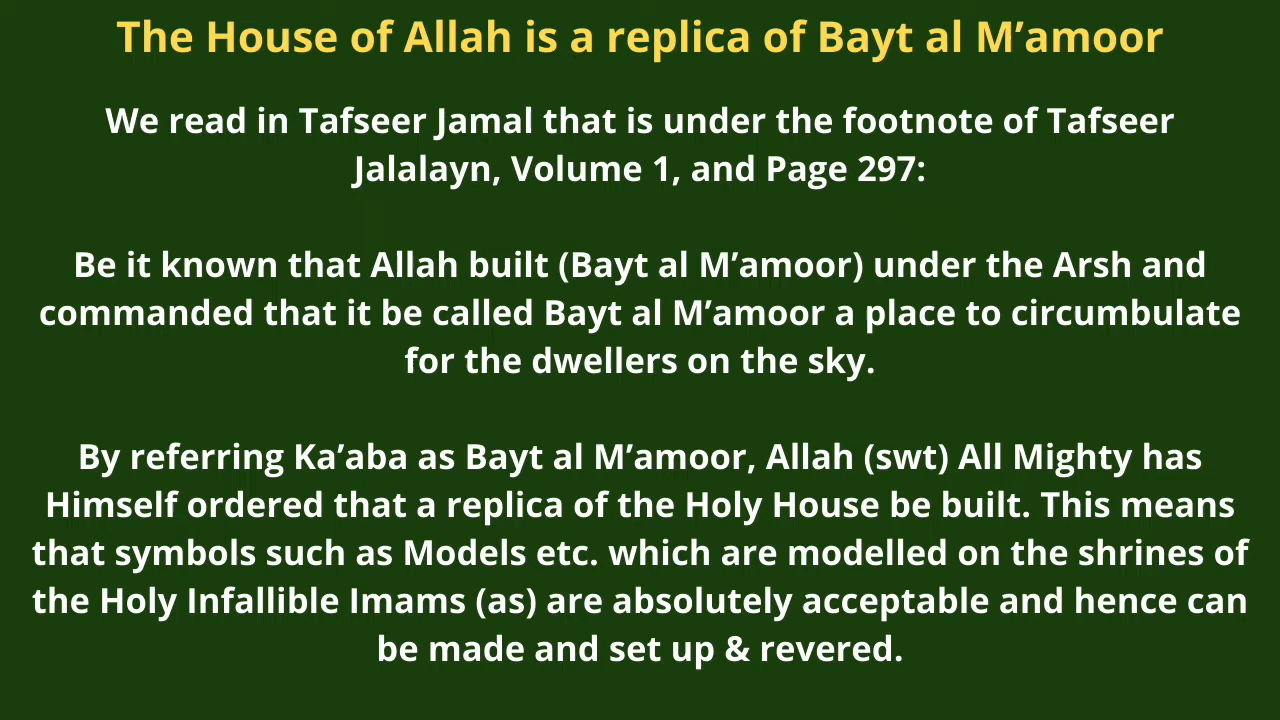 The House of Allah is a replica of Bayt al M’amoor
We read in Tafseer Jamal that is under the footnote of Tafseer
Jalalayn, Volume 1, and Page 297:
Be it known that Allah built (Bayt al M’amoor) under the Arsh and
commanded that it be called Bayt al M’amoor a place to circumbulate
for the dwellers on the sky.
By referring Ka’aba as Bayt al M’amoor, Allah (swt) All Mighty has
Himself ordered that a replica of the Holy House be built. This means
that symbols such as Models etc. which are modelled on the shrines of
the Holy Infallible Imams (as) are absolutely acceptable and hence can
be made and set up & revered.